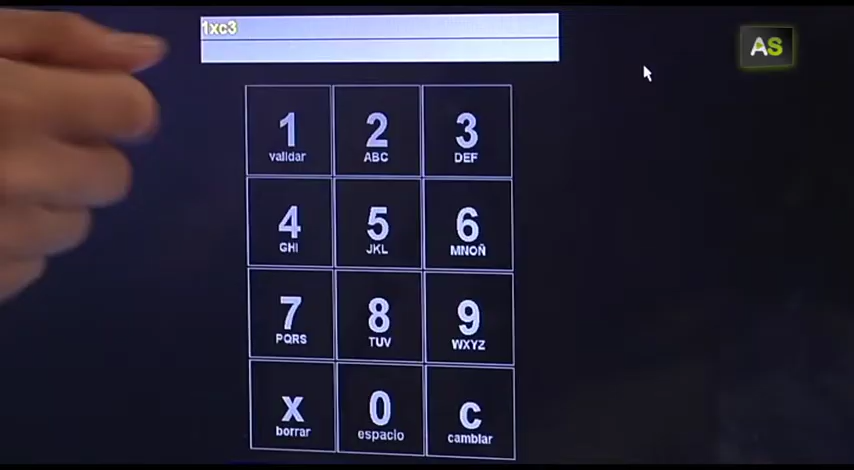 1xc3
AS
1 2 3
validar ABC DEF
4 5 6
GHI JKL MNOÑ
7 8 9
PQRS TUV WXYZ
x 0 c
borrar espacio cambiar